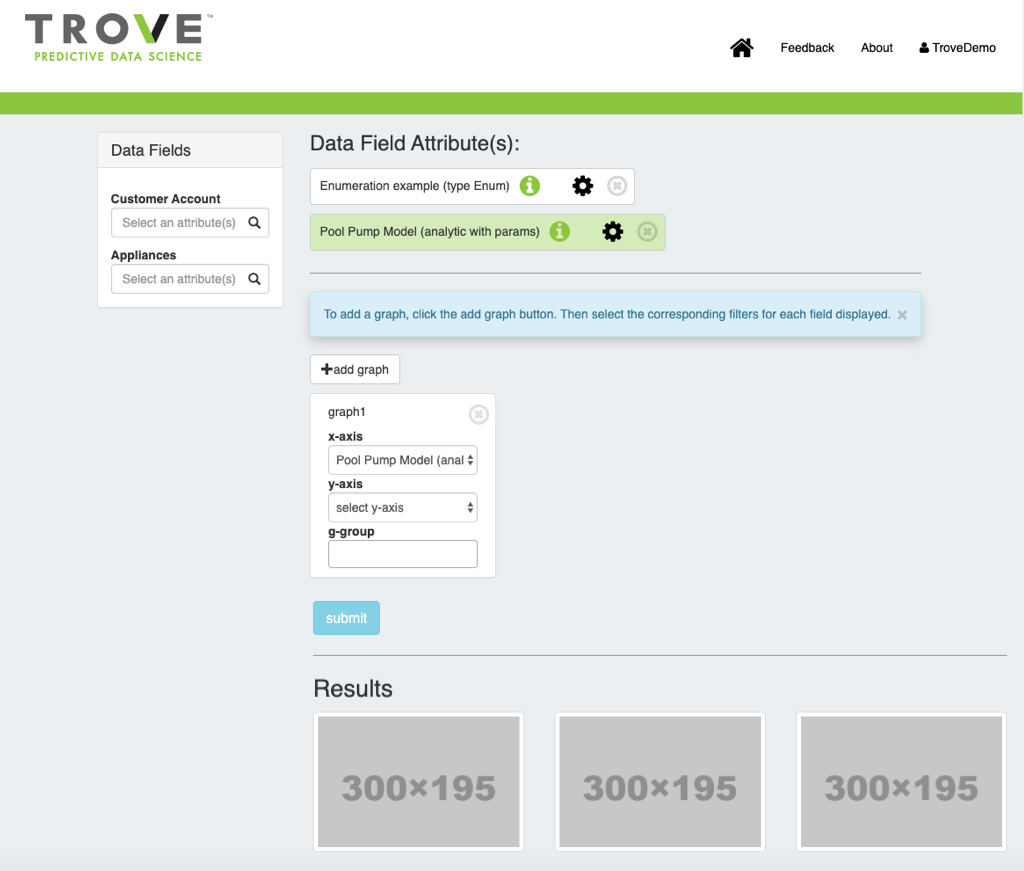 TROVE™
PREDICTIVE DATA SCIENCE
Feedback About TroveDemo
Data Fields
Customer Account
Select an attribute(s)
Appliances
Select an attribute(s)
Data Field Attribute(s):
Enumeration example (type Enum)
Pool Pump Model (analytic with params)
To add a graph, click the add graph button. Then select the corresponding filters for each field displayed. ×
+add graph
graph1
x-axis
Pool Pump Model (anal
y-axis
select y-axis
g-group
submit
Results
300×195 300×195 300×195